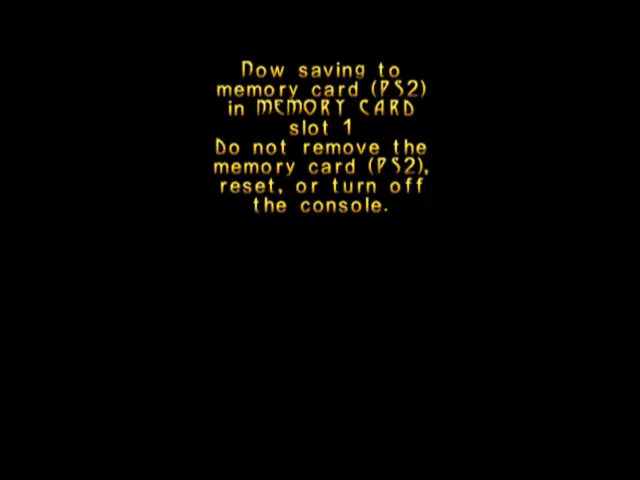 Now saving to
memory card (PS2)
in MEMORY CARD
slot 1
Do not remove the
memory card (PS2),
reset, or turn off
the console.